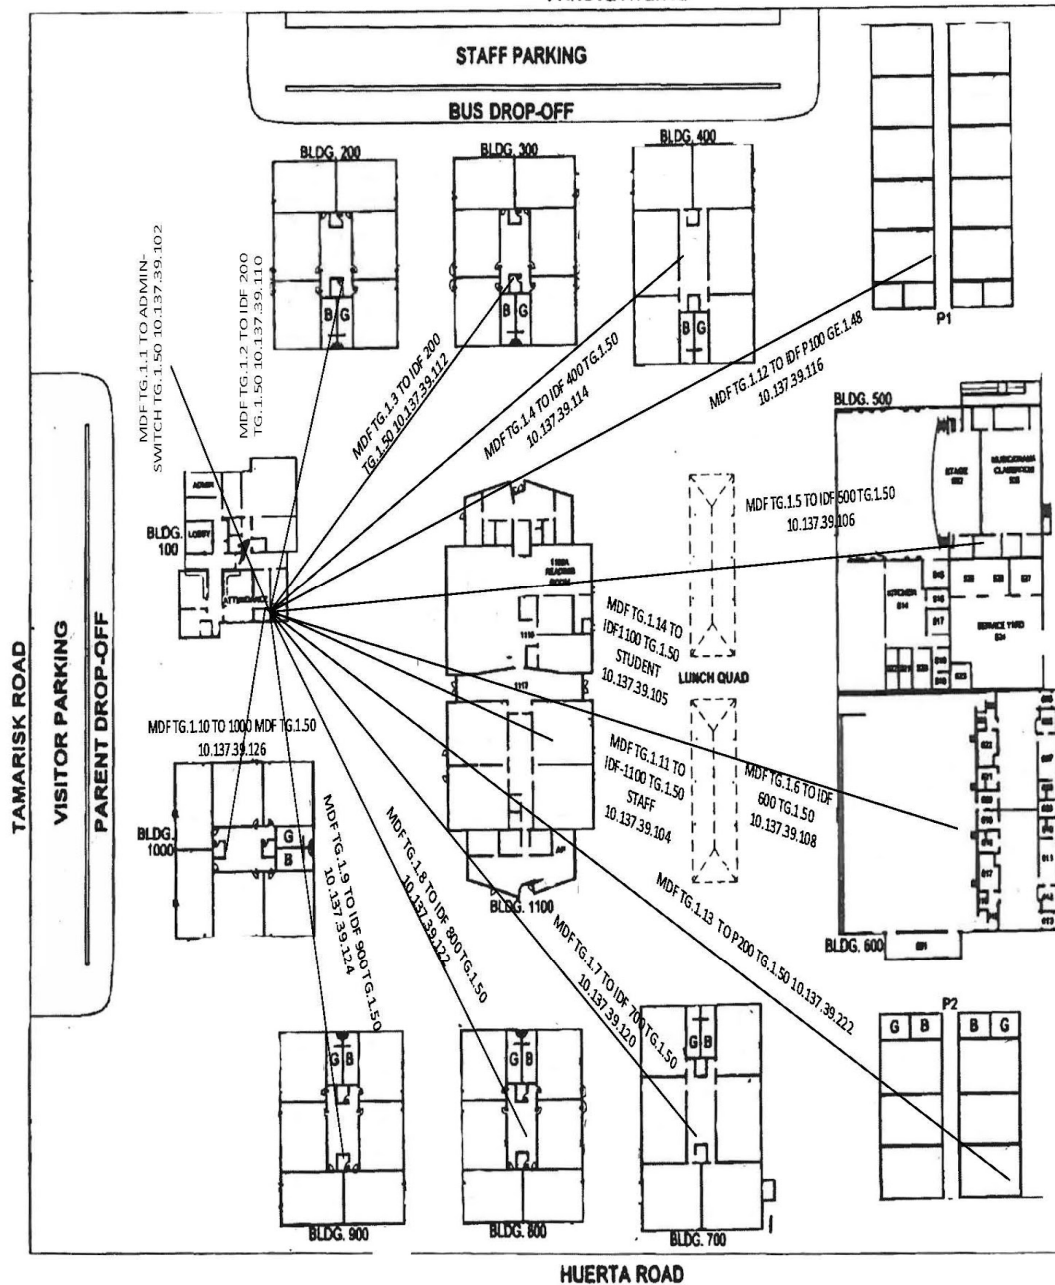 STAFF PARKING
BUS DROP-OFF
BLDG. 200
BLDG. 300
BLDG. 400
P1
MDF TG.1.1 TO ADMIN-
SWITCH TG.1.50 10.137.39.102
MDF TG.1.2 TO IDF 200
TG.1.50 10.137.39.110
MDF TG.1.3 TO IDF 200
TG.1.50 10.137.39.112
MDF TG.1.4 TO IDF 400 TG.1.50
10.137.39.114
MDF TG.1.12 TO IDF P100 GE.1.48
10.137.39.116
B G
B G
B G
BLDG. 500
STAGE
MUSIC/DRAMA
CLASSROOM
MDF TG.1.5 TO IDF 500 TG.1.50
10.137.39.106
ADMIN
LOBBY
BLDG.
100
ATTENDANCE
READING
ROOM
1116
1117
KITCHEN
514
SERVICE YARD
MDF TG.1.14 TO
IDF1100 TG.1.50
STUDENT
10.137.39.105
LUNCH QUAD
TAMARISK ROAD
VISITOR PARKING
PARENT DROP-OFF
MDF TG.1.10 TO 1000 MDF TG.1.50
10.137.39.126
MDF TG.1.11 TO
IDF-1100 TG.1.50
STAFF
10.137.39.104
MDF TG.1.6 TO IDF
600 TG.1.50
10.137.39.108
BLDG.
1000
G
B
MDF TG.1.9 TO IDF 900 TG.1.50
10.137.39.124
MDF TG.1.8 TO IDF 800 TG.1.50
10.137.39.122
BLDG. 1100
MDF TG.1.7 TO IDF 700 TG.1.50
10.137.39.120
MDF TG.1.13 TO P200 TG.1.50 10.137.39.222
BLDG. 600
601
P2
G B
B G
G B
G B
G B
BLDG. 900
BLDG. 800
BLDG. 700
HUERTA ROAD